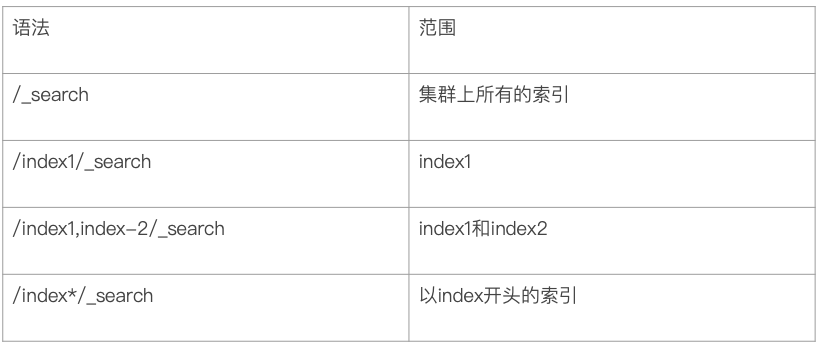 语法 范围
/_search 集群上所有的索引
/index1/_search index1
/index1,index-2/_search index1和index2
/index*/_search 以index开头的索引